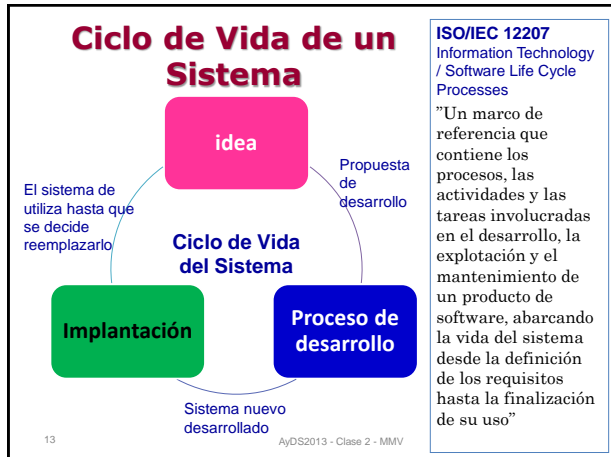 Ciclo de Vida de un
Sistema
idea
Propuesta
de
desarrollo
El sistema de
utiliza hasta que
se decide
reemplazarlo
Ciclo de Vida
del Sistema
Implantación
Proceso de
desarrollo
Sistema nuevo
desarrollado
13
AyDS2013 - Clase 2 - MMV
ISO/IEC 12207
Information Technology
/ Software Life Cycle
Processes
”Un marco de
referencia que
contiene los
procesos, las
actividades y las
tareas involucradas
en el desarrollo, la
explotación y el
mantenimiento de
un producto de
software, abarcando
la vida del sistema
desde la definición
de los requisitos
hasta la finalización
de su uso”